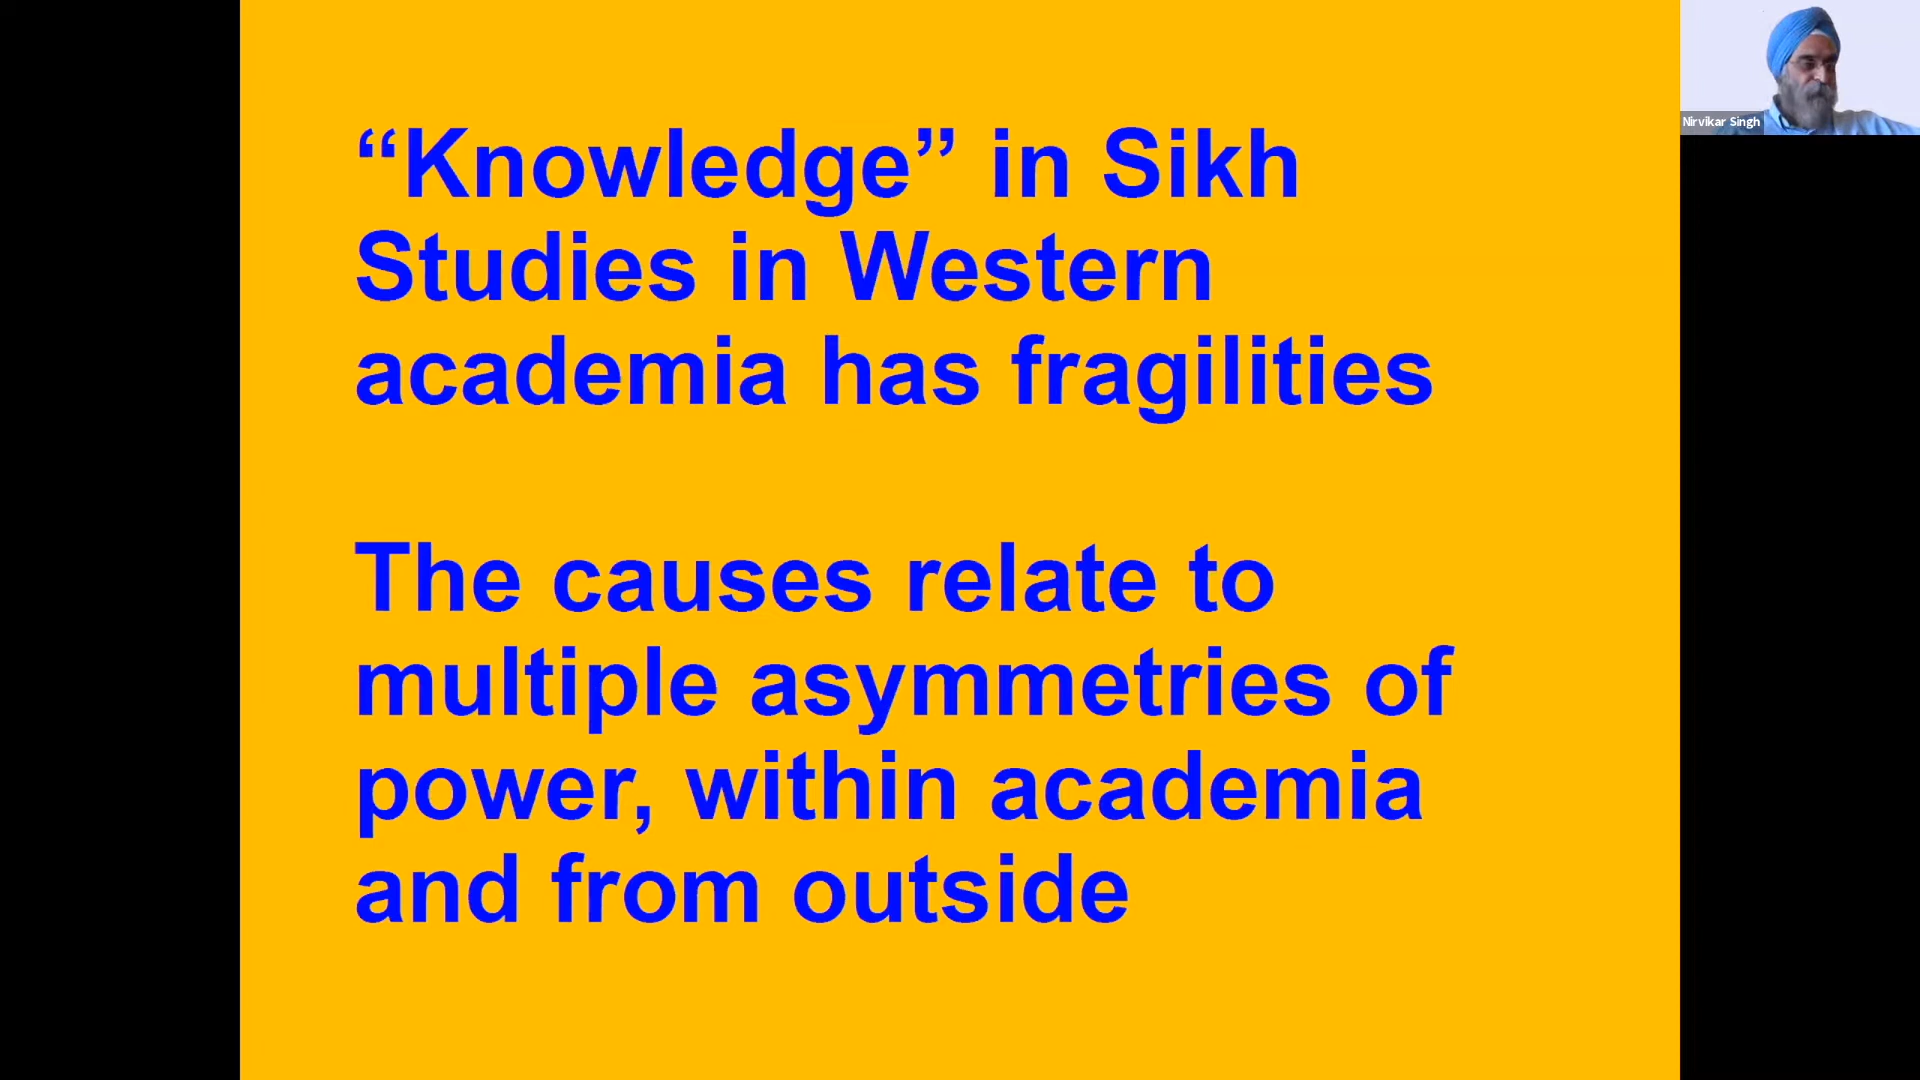 “Knowledge” in Sikh
Studies in Western
academia has fragilities
The causes relate to
multiple asymmetries of
power, within academia
and from outside
Nirvikar Singh